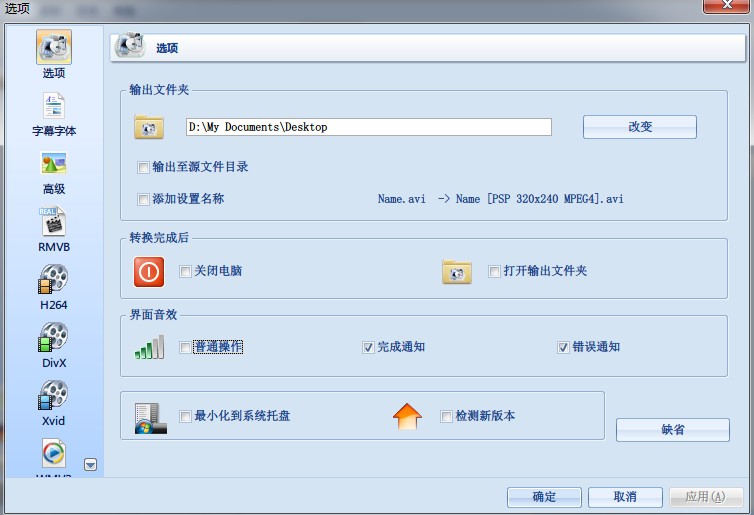 选项
选项
字幕字体
高级
REAL
RMVB
H264
DivX
Xvid
选项
输出文件夹
D:\My Documents\Desktop
改变
输出至源文件目录
添加设置名称
Name.avi -> Name [PSP 320x240 MPEG4].avi
转换完成后
关闭电脑
打开输出文件夹
界面音效
普通操作
完成通知
错误通知
最小化到系统托盘
检测新版本
缺省
确定
取消
应用(A)